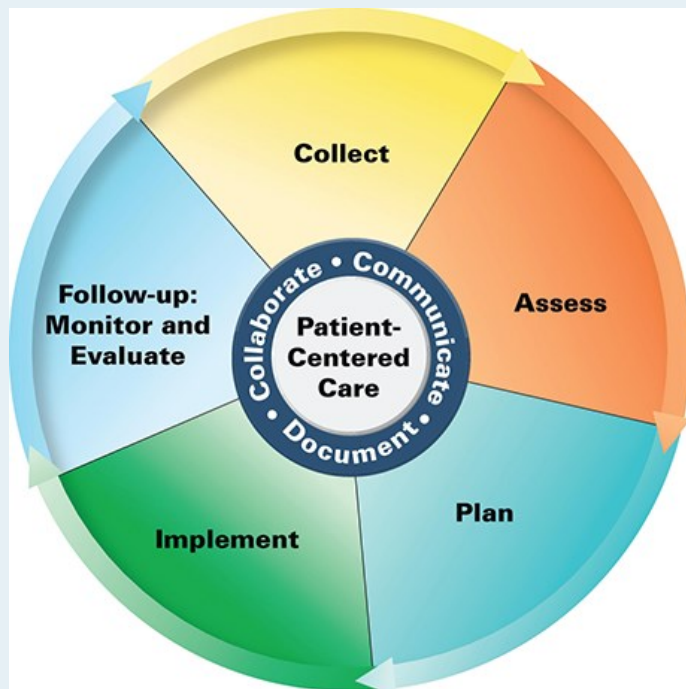 Collect
Assess
Plan
Implement
Follow-up:
Monitor and
Evaluate
Collaborate • Communicate • Document •
Patient-
Centered
Care